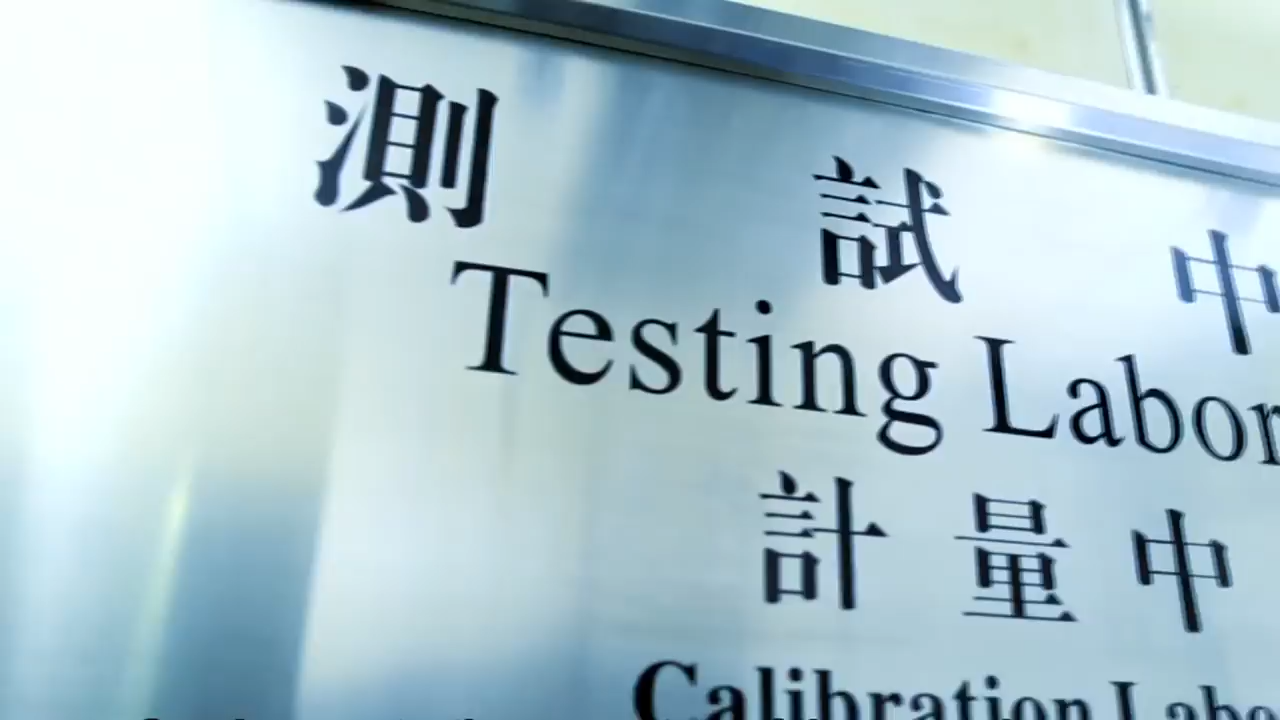 測試中
Testing Labor
計量中
Calibration Labo